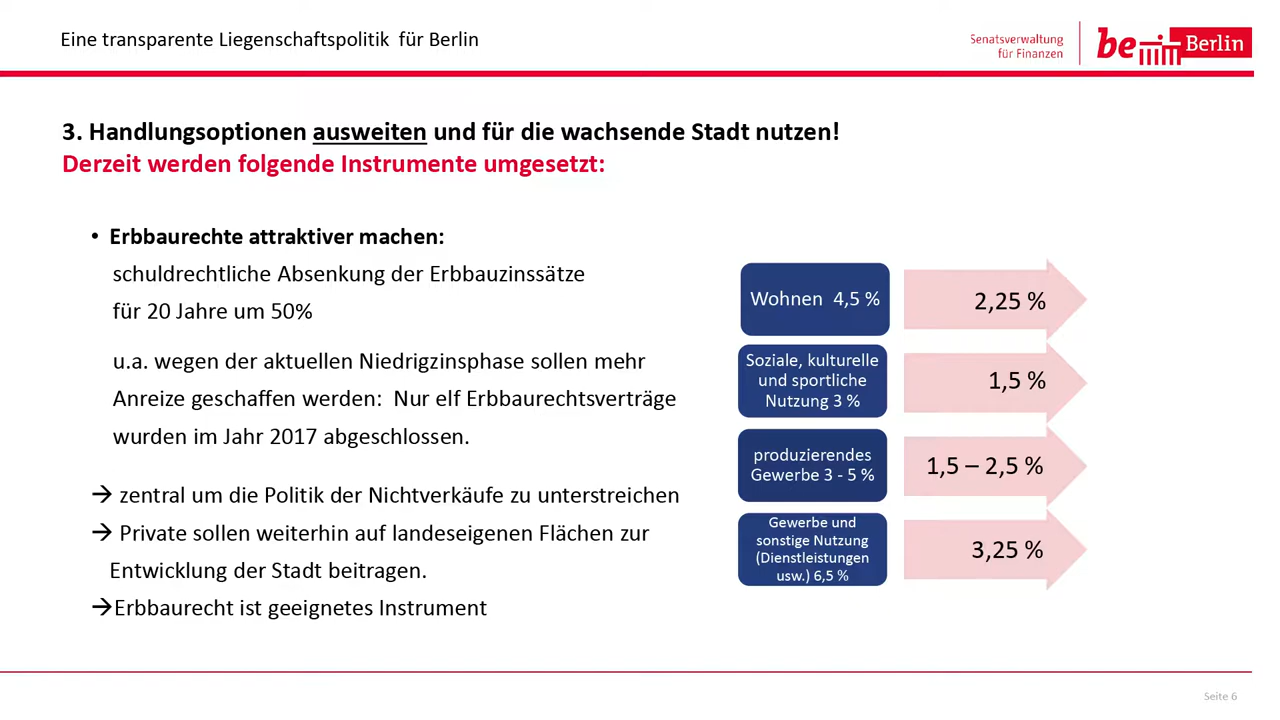 Eine transparente Liegenschaftspolitik für Berlin
Senatsverwaltung
für Finanzen
be Berlin
3. Handlungsoptionen ausweiten und für die wachsende Stadt nutzen!
Derzeit werden folgende Instrumente umgesetzt:
• Erbbaurechte attraktiver machen:
schuldrechtliche Absenkung der Erbbauzinssätze
für 20 Jahre um 50%
u.a. wegen der aktuellen Niedrigzinsphase sollen mehr
Anreize geschaffen werden: Nur elf Erbbaurechtsverträge
wurden im Jahr 2017 abgeschlossen.
→ zentral um die Politik der Nichtverkäufe zu unterstreichen
→ Private sollen weiterhin auf landeseigenen Flächen zur
Entwicklung der Stadt beitragen.
→Erbbaurecht ist geeignetes Instrument
Wohnen 4,5 %
2,25 %
Soziale, kulturelle
und sportliche
Nutzung 3 %
1,5 %
produzierendes
Gewerbe 3 - 5 %
1,5 – 2,5 %
Gewerbe und
sonstige Nutzung
(Dienstleistungen
usw.) 6,5 %
3,25 %
Seite 6